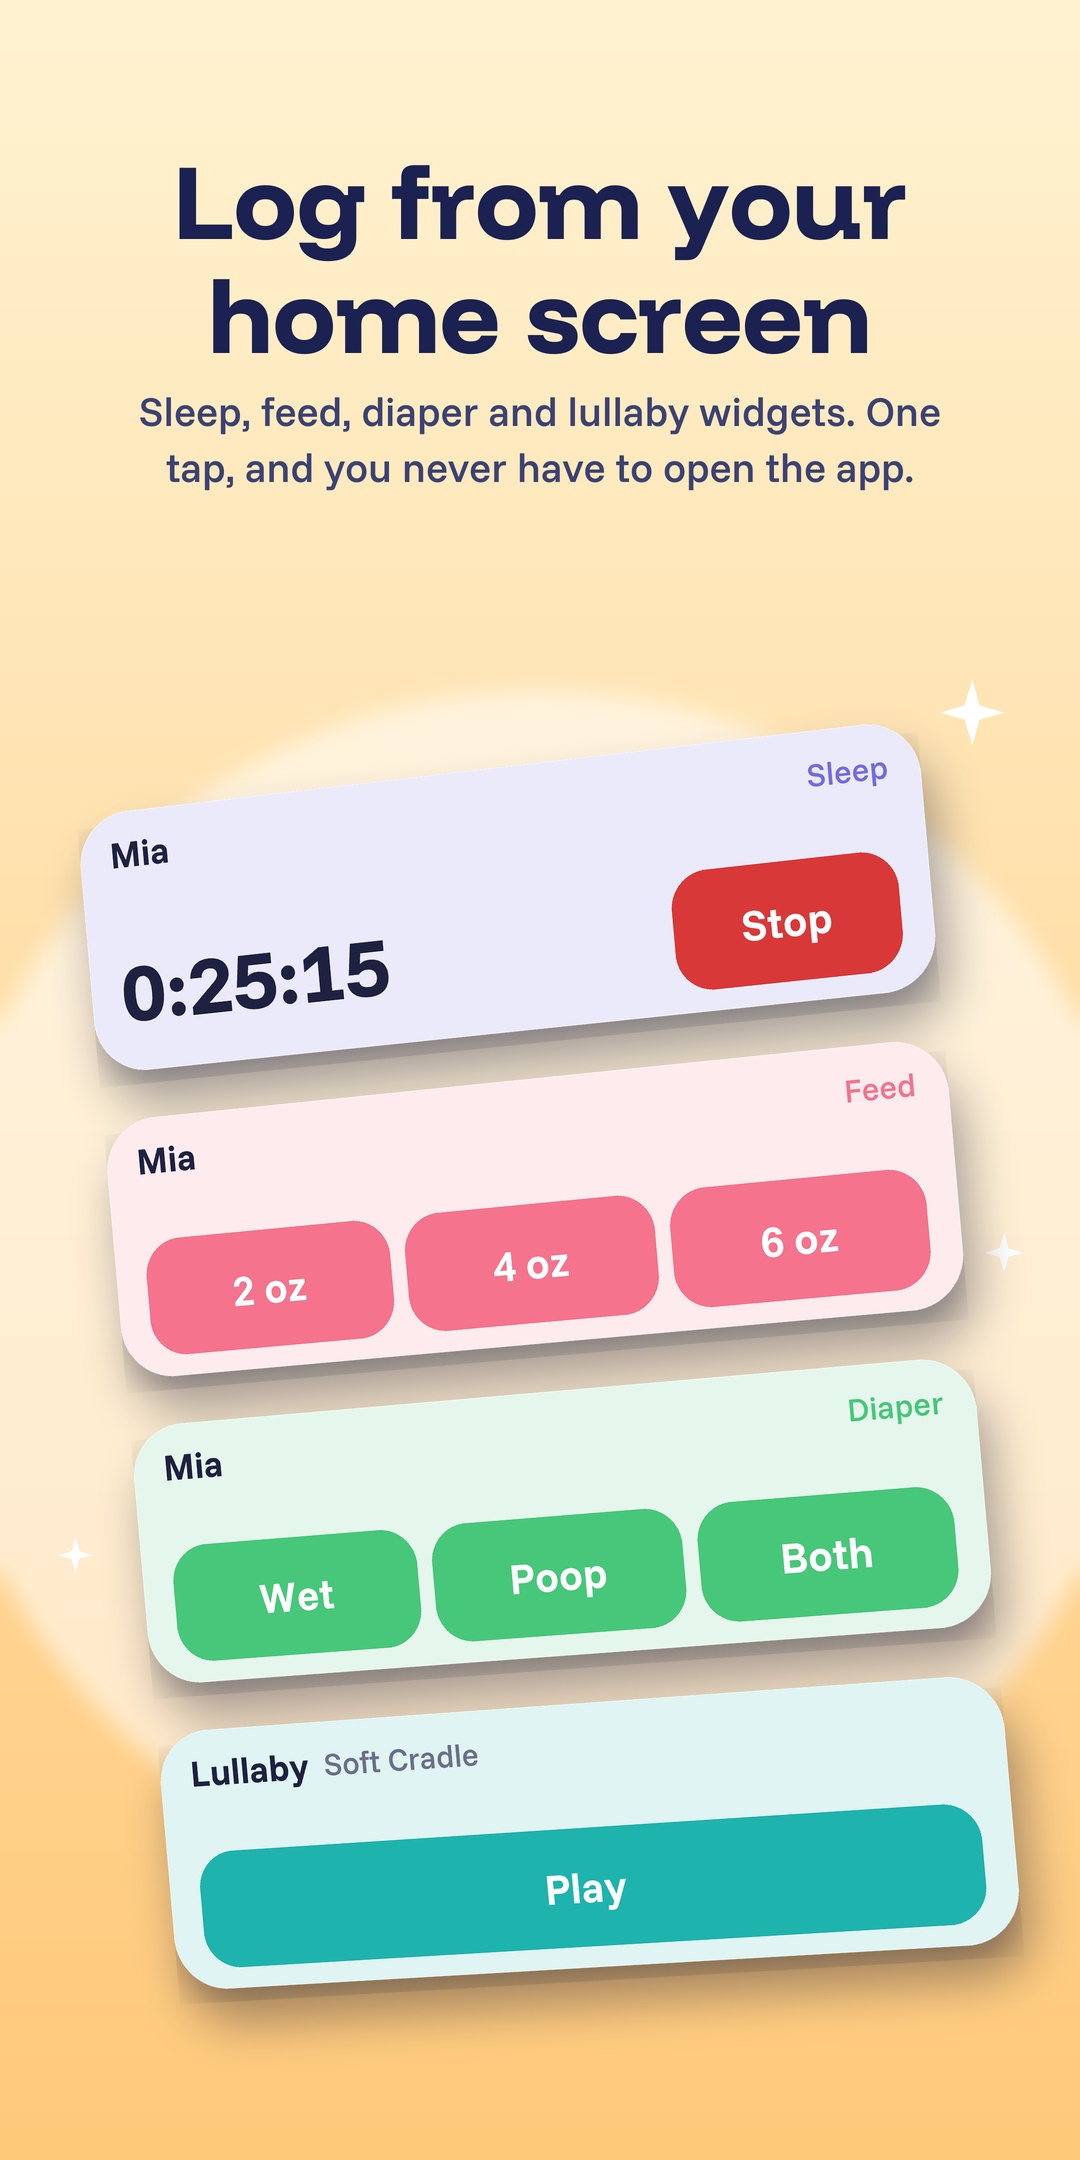 Log from your
home screen
Sleep, feed, diaper and lullaby widgets. One
tap, and you never have to open the app.
Sleep
Mia
0:25:15
Stop
Feed
Mia
2 oz
4 oz
6 oz
Diaper
Mia
Wet
Poop
Both
Lullaby Soft Cradle
Play